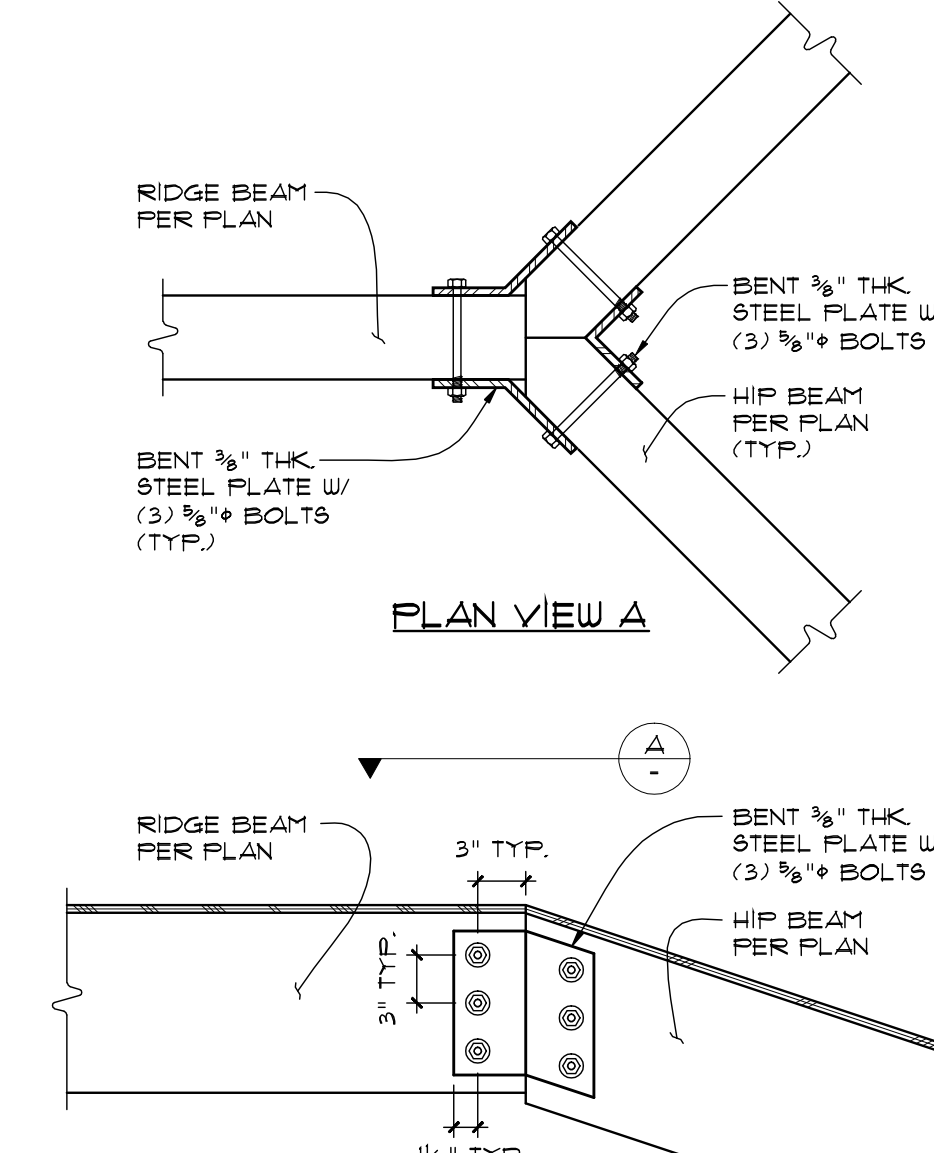 RIDGE BEAM
PER PLAN
BENT 3/8" THK.
STEEL PLATE W
(3) 5/8"φ BOLTS
HIP BEAM
PER PLAN
(TYP.)
BENT 3/8" THK.
STEEL PLATE W/
(3) 5/8"φ BOLTS
(TYP.)
PLAN VIEW A
A
-
RIDGE BEAM
PER PLAN
3" TYP.
BENT 3/8" THK.
STEEL PLATE W
(3) 5/8"φ BOLTS
HIP BEAM
PER PLAN
3" TYP.
TYP.